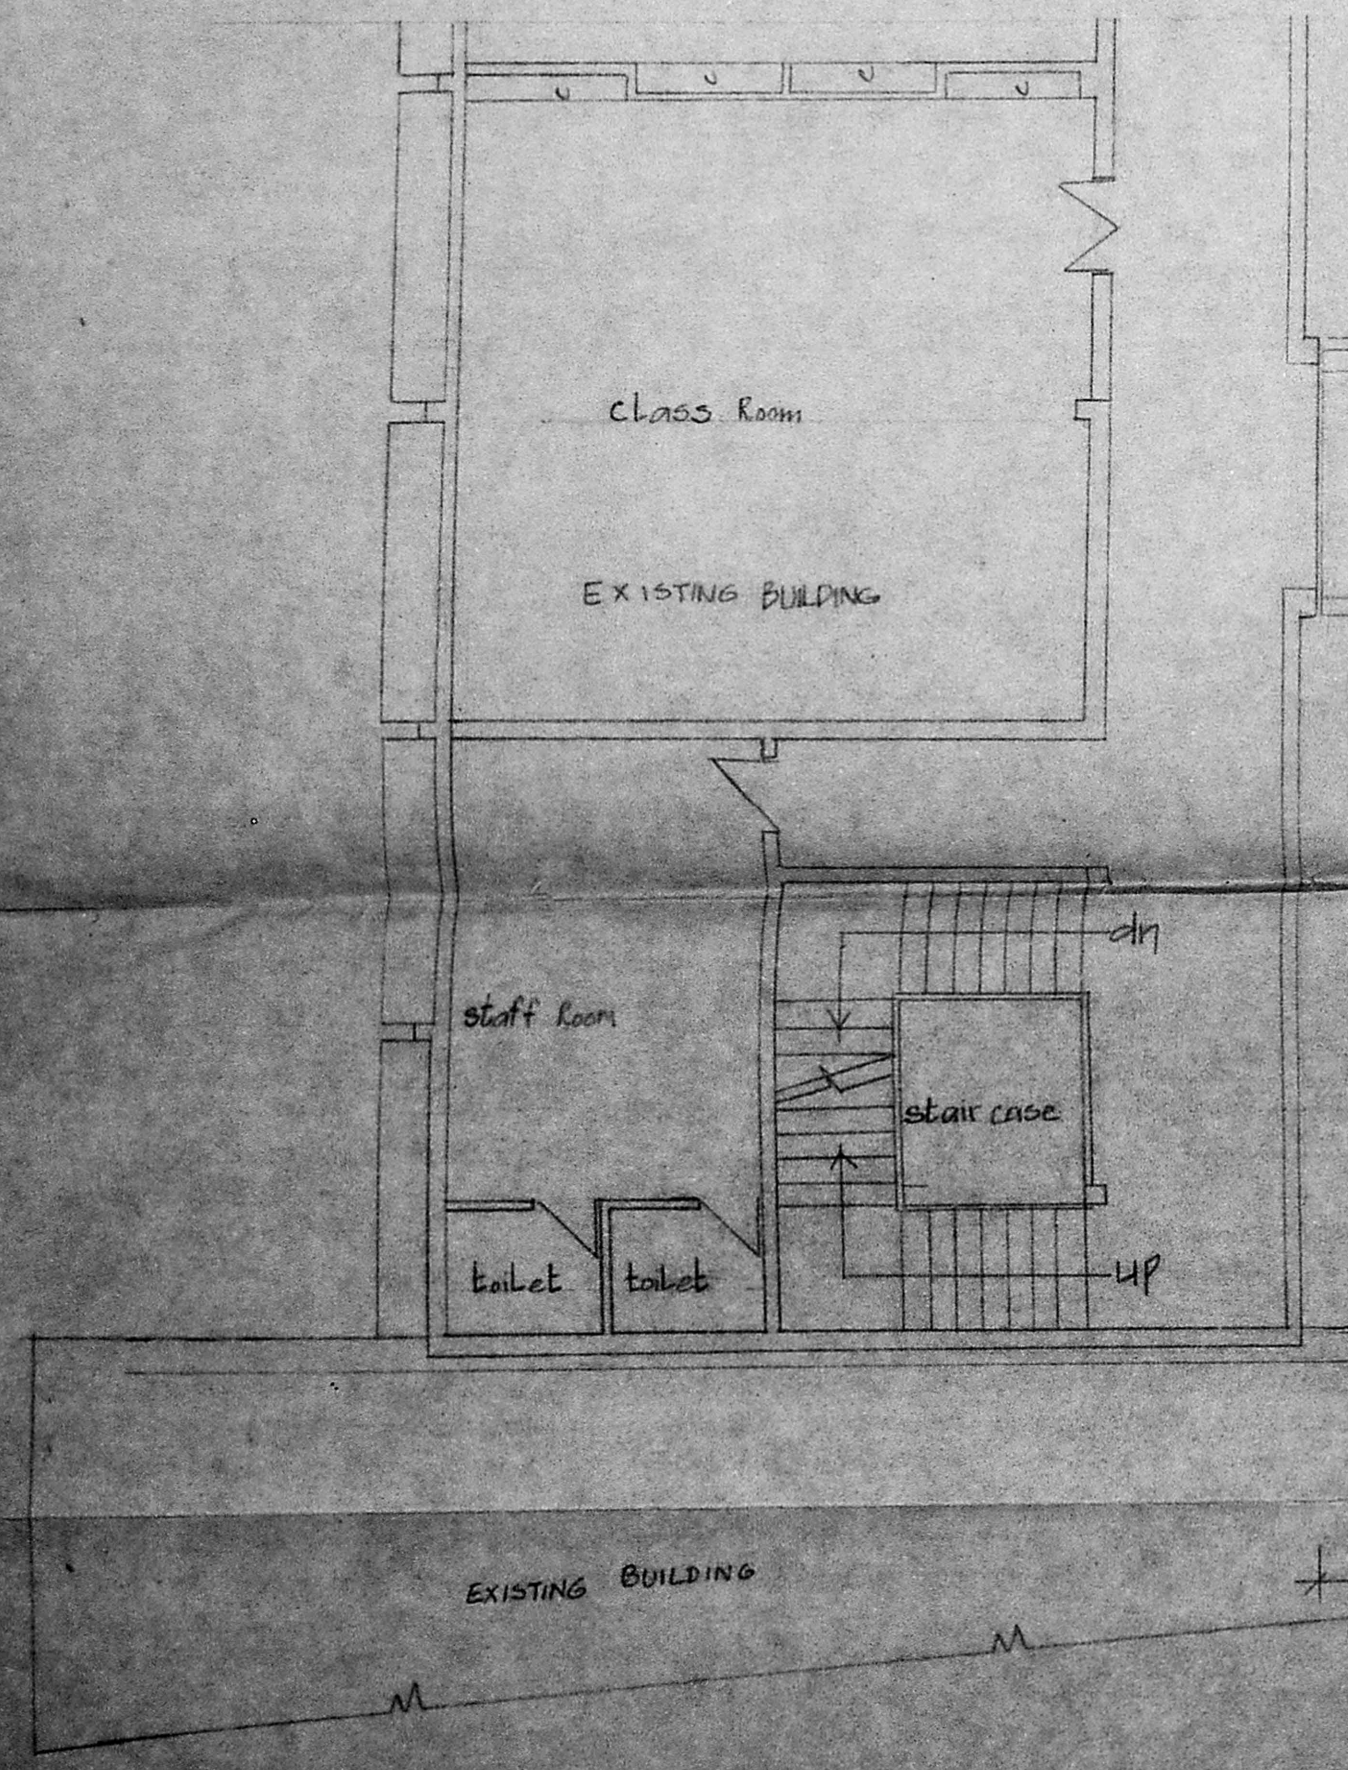 Class Room
EXISTING BUILDING
dn
staff Room
stair case
toilet
toilet
up
EXISTING BUILDING